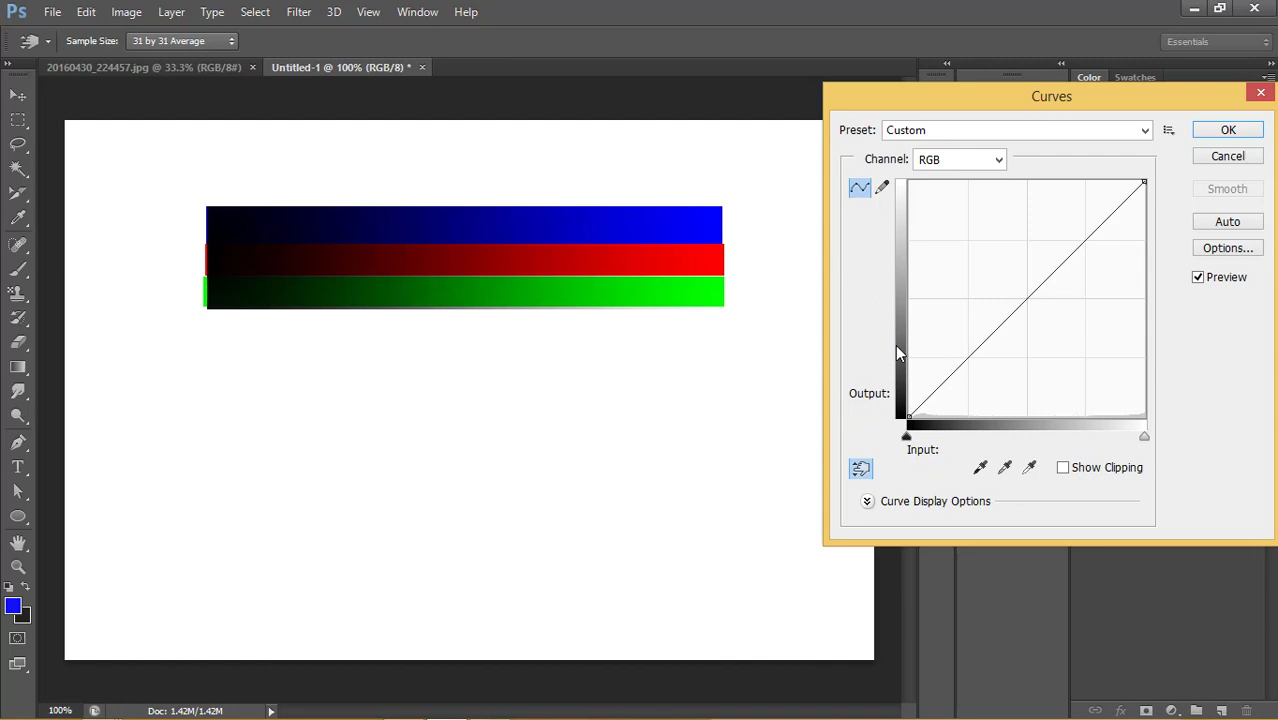 Ps File Edit Image Layer Type Select Filter 3D View Window Help
Sample Size: 31 by 31 Average Essentials
20160430_224457.jpg @ 33.3% (RGB/8#) × Untitled-1 @ 100% (RGB/8) * × Color Swatches
Curves
Preset: Custom OK
Channel: RGB Cancel
Smooth
Auto
Options...
Preview
Output:
Input:
Show Clipping
Curve Display Options
T
100% Doc: 1.42M/1.42M fx